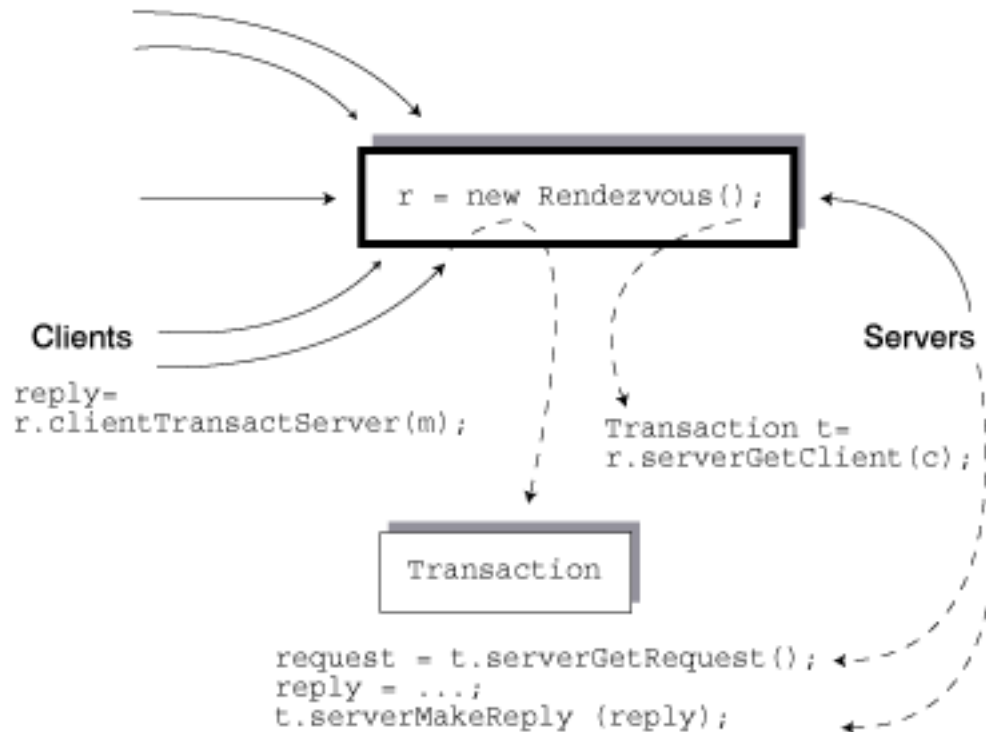 r = new Rendezvous();
Clients
Servers
reply=
r.clientTransactServer(m);
Transaction t=
r.serverGetClient(c);
Transaction
request = t.serverGetRequest();
reply = ...;
t.serverMakeReply (reply);